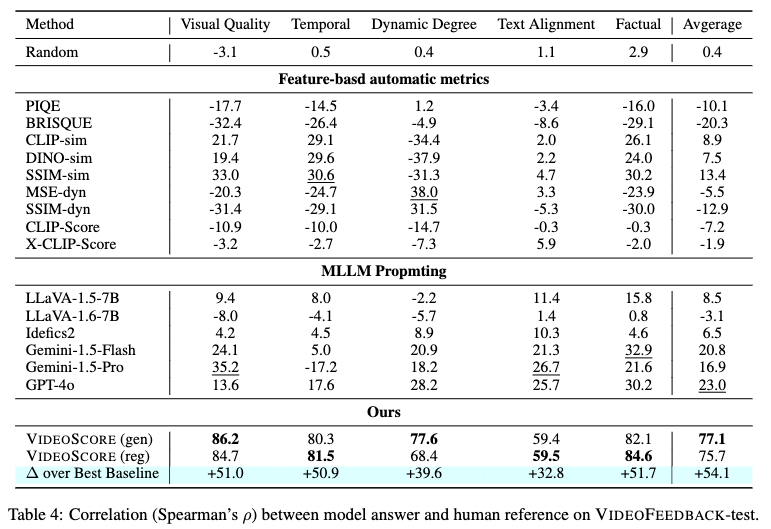 Method Visual Quality Temporal Dynamic Degree Text Alignment Factual Avgerage
Random -3.1 0.5 0.4 1.1 2.9 0.4
Feature-basd automatic metrics
PIQE -17.7 -14.5 1.2 -3.4 -16.0 -10.1
BRISQUE -32.4 -26.4 -4.9 -8.6 -29.1 -20.3
CLIP-sim 21.7 29.1 -34.4 2.0 26.1 8.9
DINO-sim 19.4 29.6 -37.9 2.2 24.0 7.5
SSIM-sim 33.0 30.6 -31.3 4.7 30.2 13.4
MSE-dyn -20.3 -24.7 38.0 3.3 -23.9 -5.5
SSIM-dyn -31.4 -29.1 31.5 -5.3 -30.0 -12.9
CLIP-Score -10.9 -10.0 -14.7 -0.3 -0.3 -7.2
X-CLIP-Score -3.2 -2.7 -7.3 5.9 -2.0 -1.9
MLLM Propmting
LLaVA-1.5-7B 9.4 8.0 -2.2 11.4 15.8 8.5
LLaVA-1.6-7B -8.0 -4.1 -5.7 1.4 0.8 -3.1
Idefics2 4.2 4.5 8.9 10.3 4.6 6.5
Gemini-1.5-Flash 24.1 5.0 20.9 21.3 32.9 20.8
Gemini-1.5-Pro 35.2 -17.2 18.2 26.7 21.6 16.9
GPT-4o 13.6 17.6 28.2 25.7 30.2 23.0
Ours
VIDEOSCORE (gen) 86.2 80.3 77.6 59.4 82.1 77.1
VIDEOSCORE (reg) 84.7 81.5 68.4 59.5 84.6 75.7
Δ over Best Baseline +51.0 +50.9 +39.6 +32.8 +51.7 +54.1
Table 4: Correlation (Spearman's ρ) between model answer and human reference on VIDEOFEEDBACK-test.